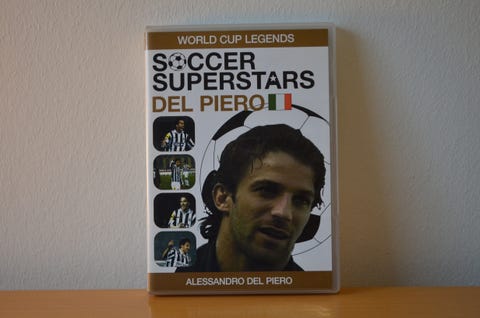 WORLD CUP LEGENDS
SOCCER
SUPERSTARS
DEL PIERO
ALESSANDRO DEL PIERO